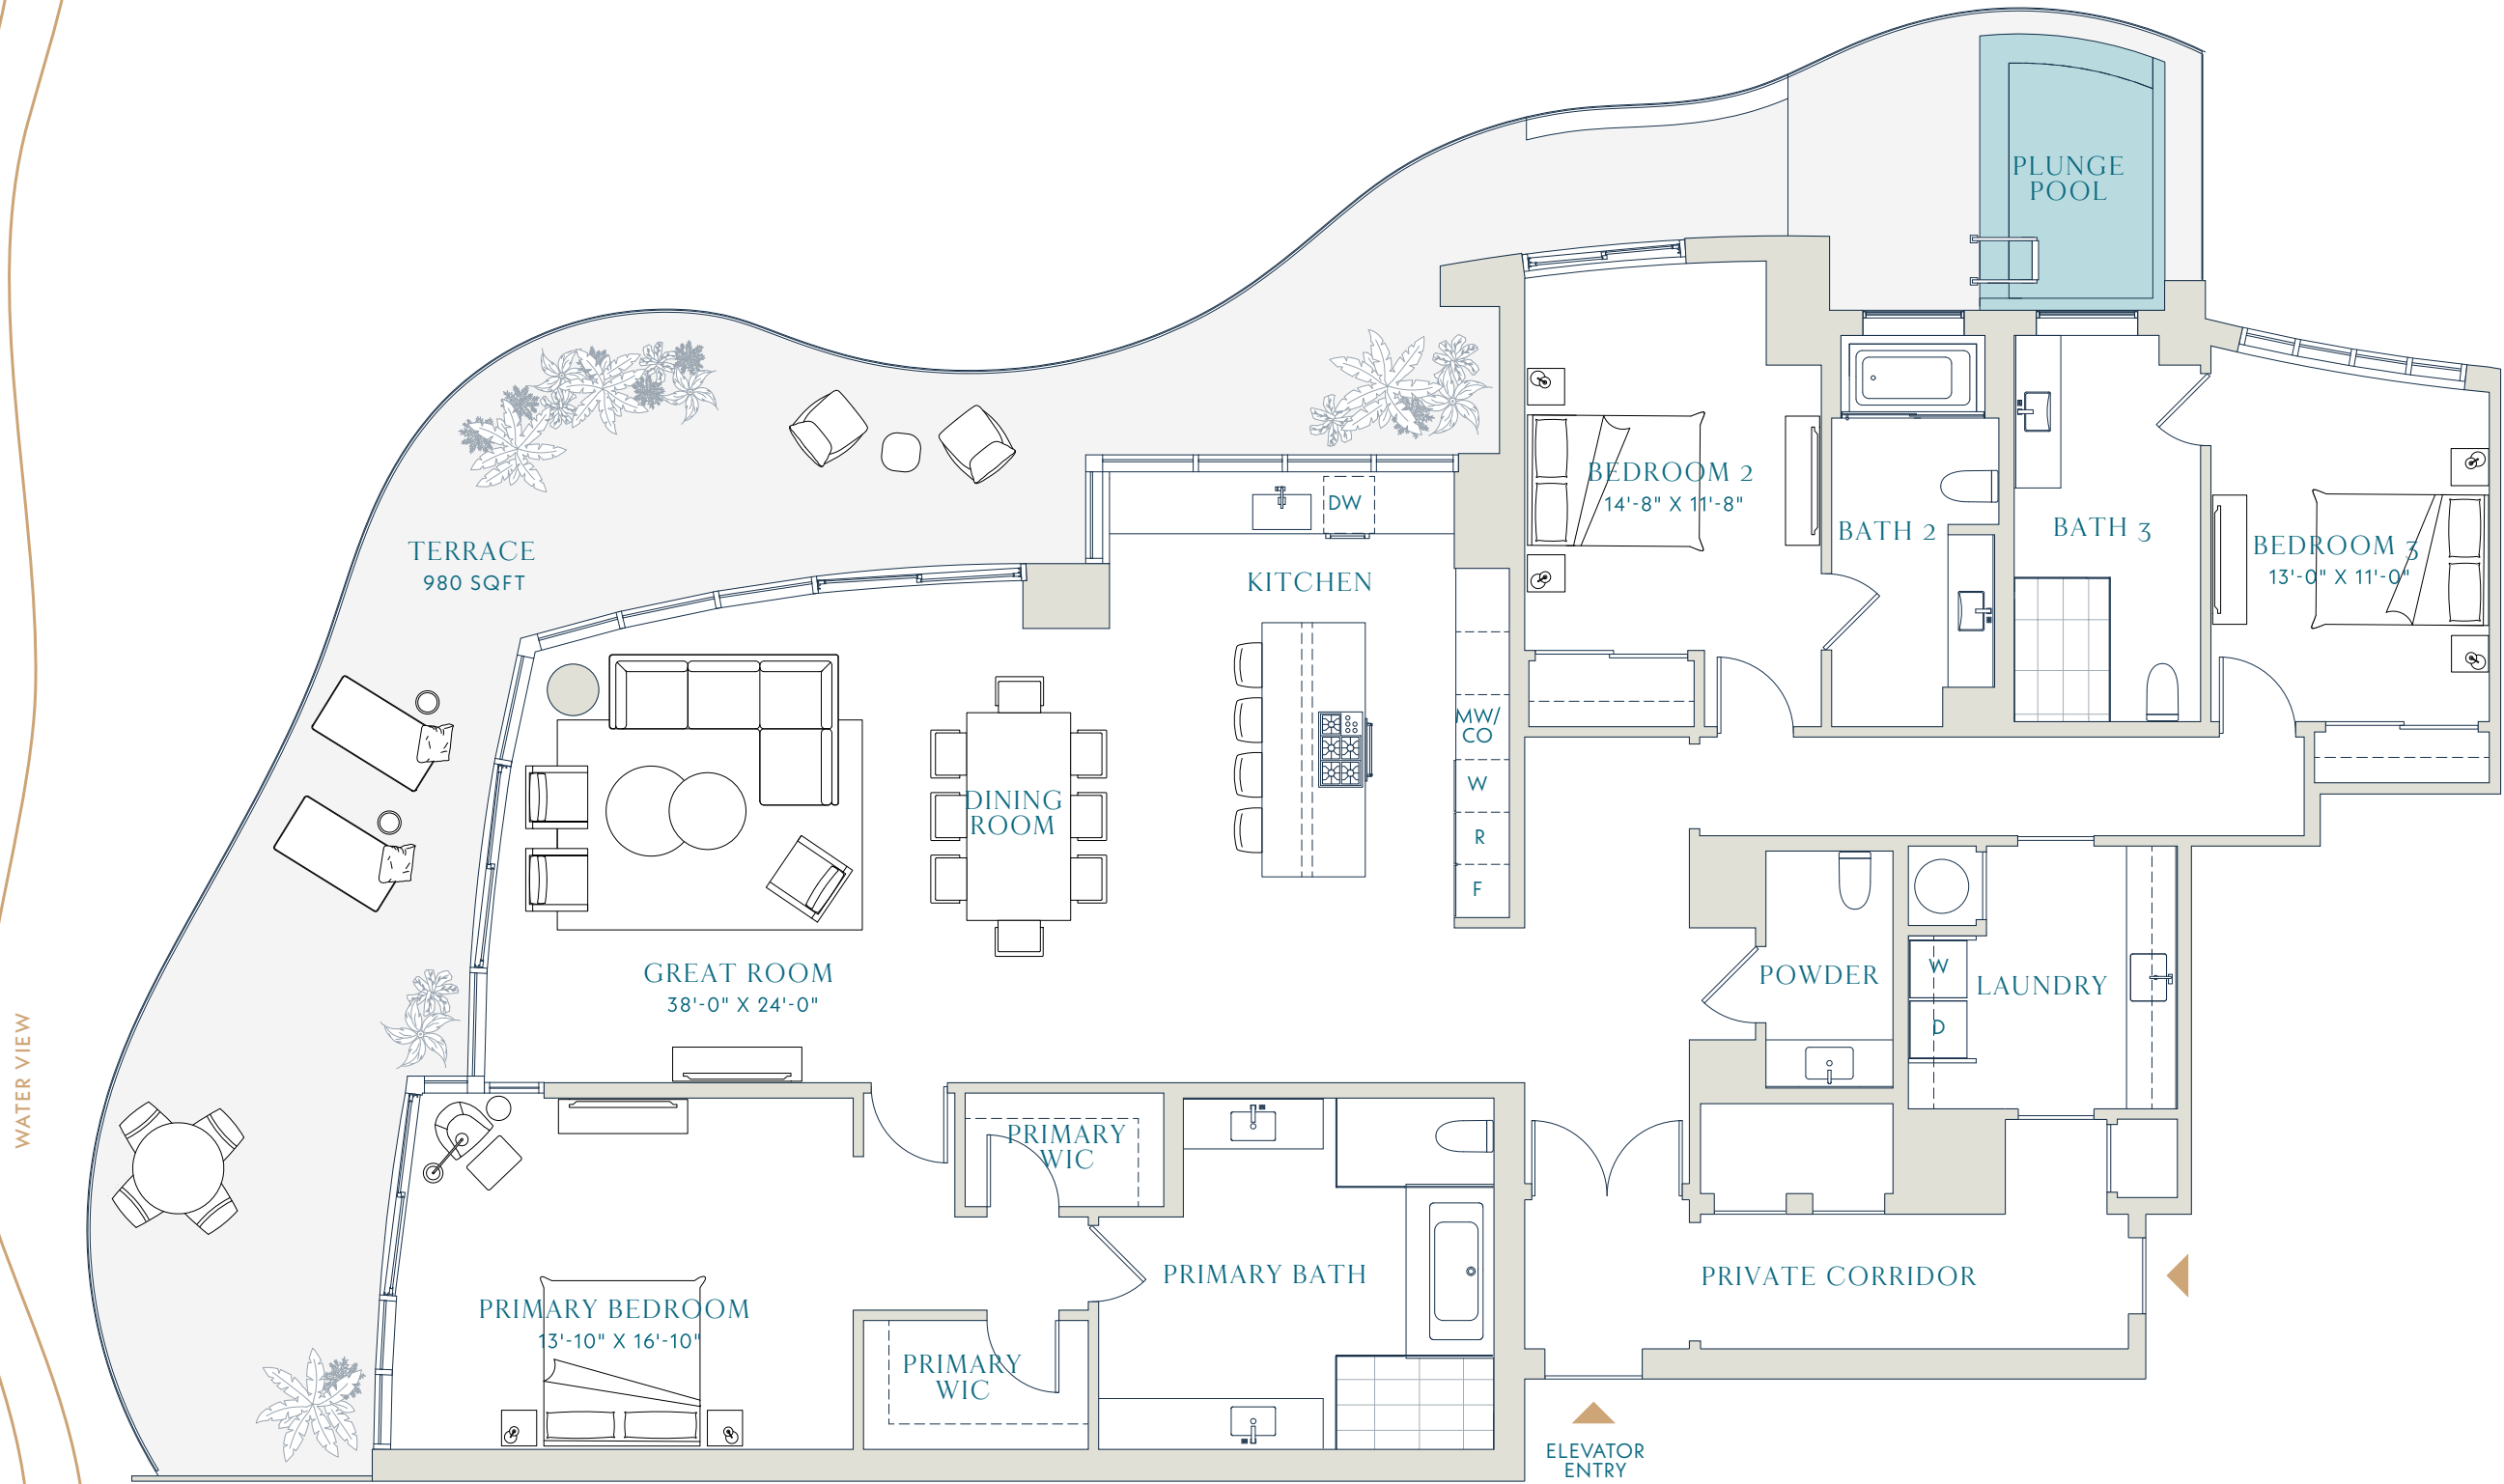 PLUNGE
POOL
BEDROOM 2
14'-8" X 11'-8"
DW
BATH 2
BATH 3
BEDROOM 3
13'-0" X 11'-0"
TERRACE
980 SQFT
KITCHEN
MW/
CO
W
R
F
DINING
ROOM
GREAT ROOM
38'-0" X 24'-0"
POWDER
W
D
LAUNDRY
WATER VIEW
PRIMARY
WIC
PRIMARY BATH
PRIVATE CORRIDOR
PRIMARY BEDROOM
13'-10" X 16'-10"
PRIMARY
WIC
ELEVATOR
ENTRY